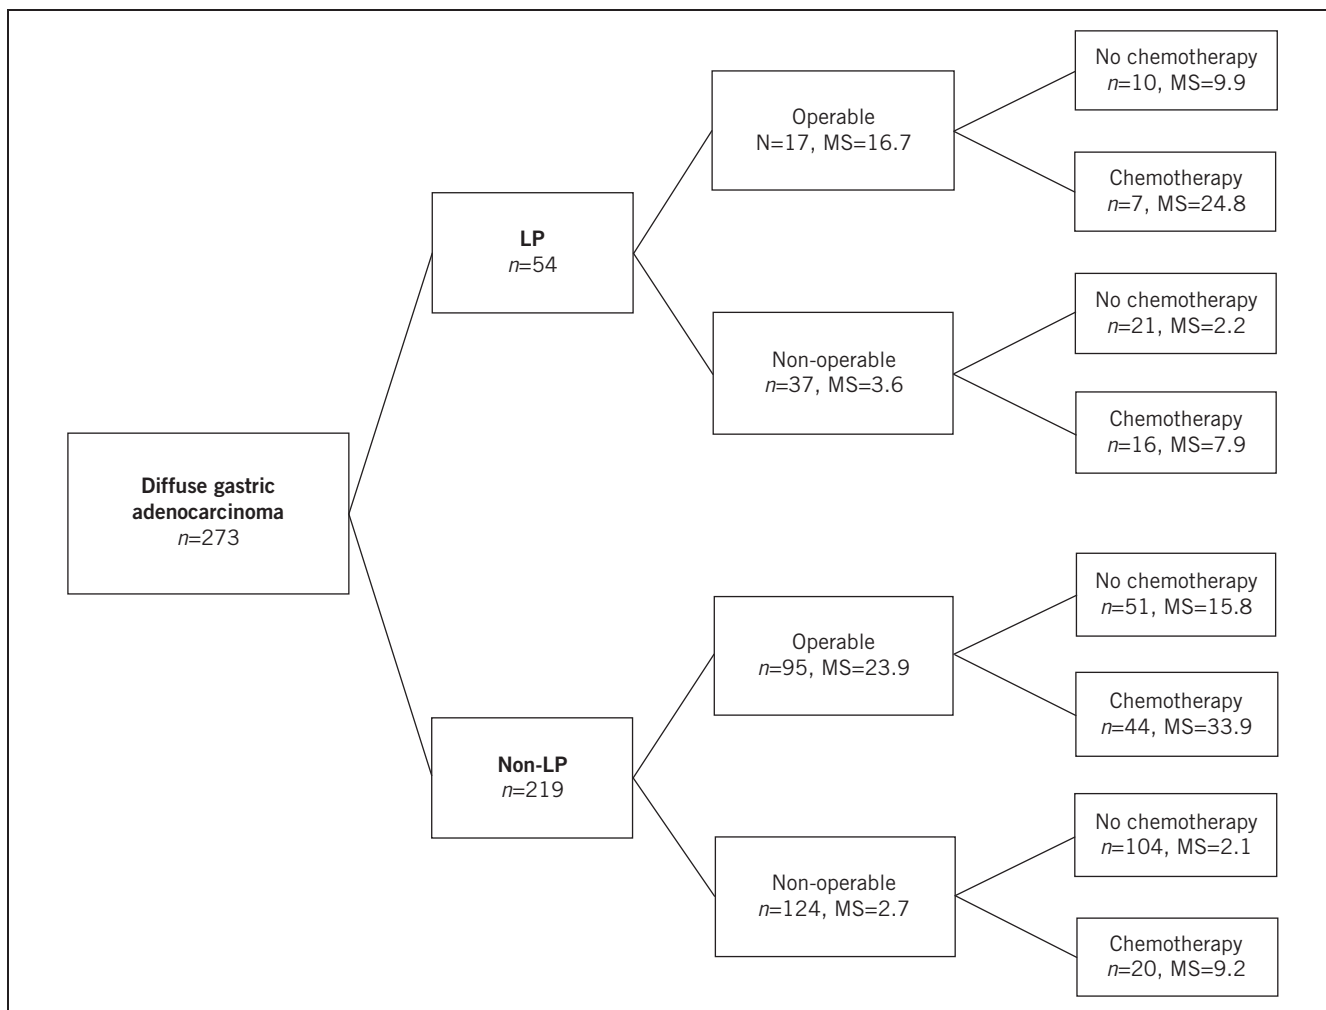 Diffuse gastric
adenocarcinoma
n=273
LP
n=54
Operable
N=17, MS=16.7
No chemotherapy
n=10, MS=9.9
Chemotherapy
n=7, MS=24.8
Non-operable
n=37, MS=3.6
No chemotherapy
n=21, MS=2.2
Chemotherapy
n=16, MS=7.9
Non-LP
n=219
Operable
n=95, MS=23.9
No chemotherapy
n=51, MS=15.8
Chemotherapy
n=44, MS=33.9
Non-operable
n=124, MS=2.7
No chemotherapy
n=104, MS=2.1
Chemotherapy
n=20, MS=9.2